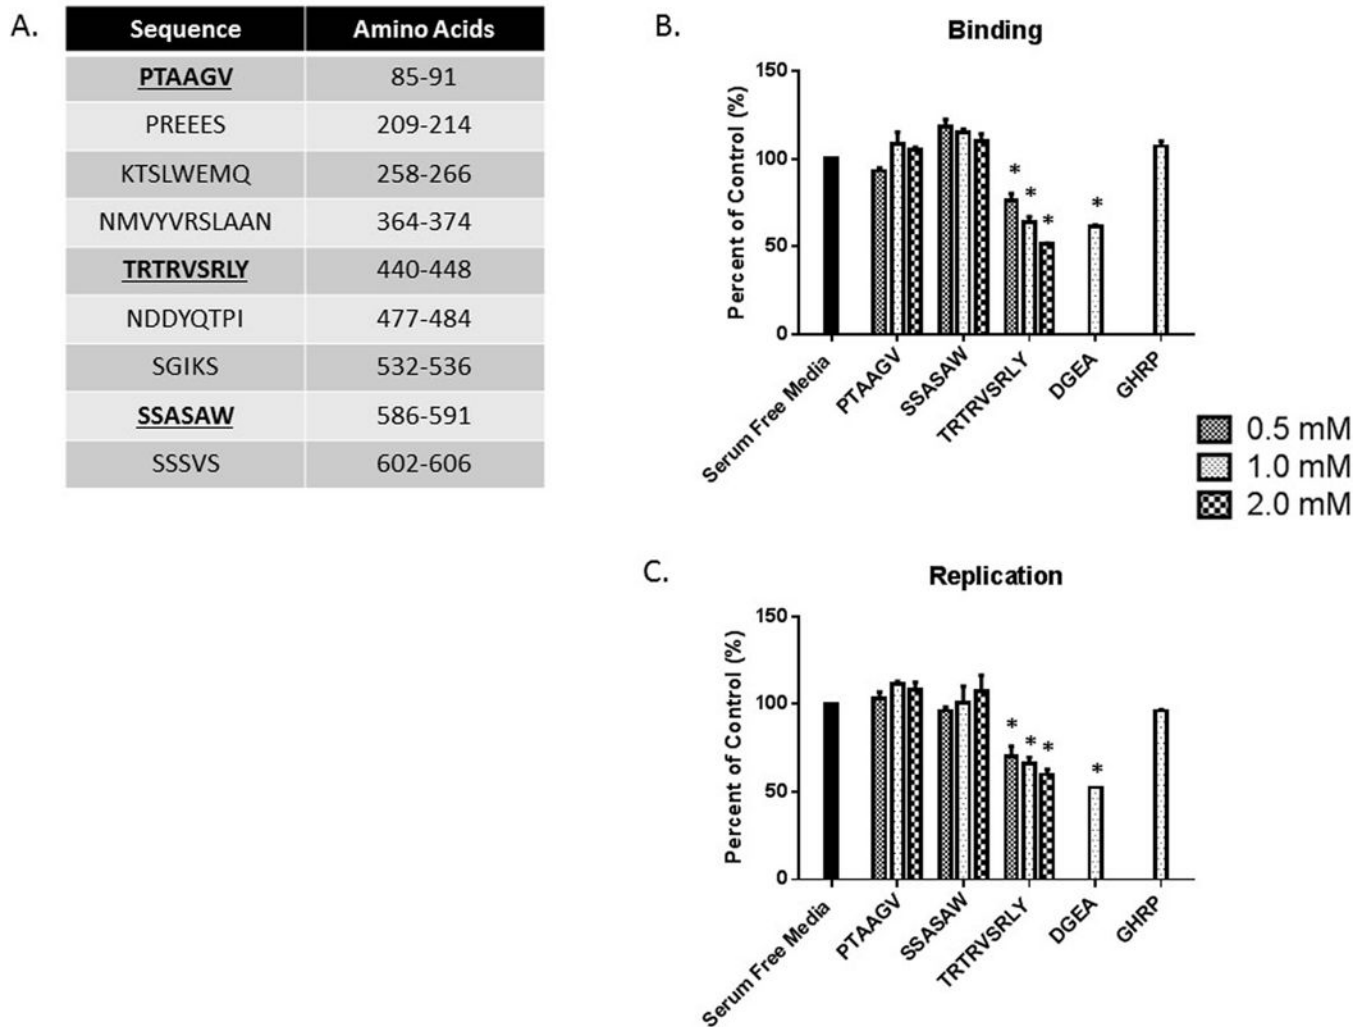 A.
Sequence Amino Acids
PTAAGV 85-91
PREEES 209-214
KTSLWEMQ 258-266
NMVYVRSLAAN 364-374
TRTRVSRLY 440-448
NDDYQTPI 477-484
SGIKS 532-536
SSASAW 586-591
SSSVS 602-606
B.
Binding
Percent of Control (%)
150
100
50
0
* * * *
Serum Free Media
PTAAGV
SSASAW
TRTRVSRLY
DGEA
GHRP
0.5 mM
1.0 mM
2.0 mM
C.
Replication
Percent of Control (%)
150
100
50
0
* * * *
Serum Free Media
PTAAGV
SSASAW
TRTRVSRLY
DGEA
GHRP